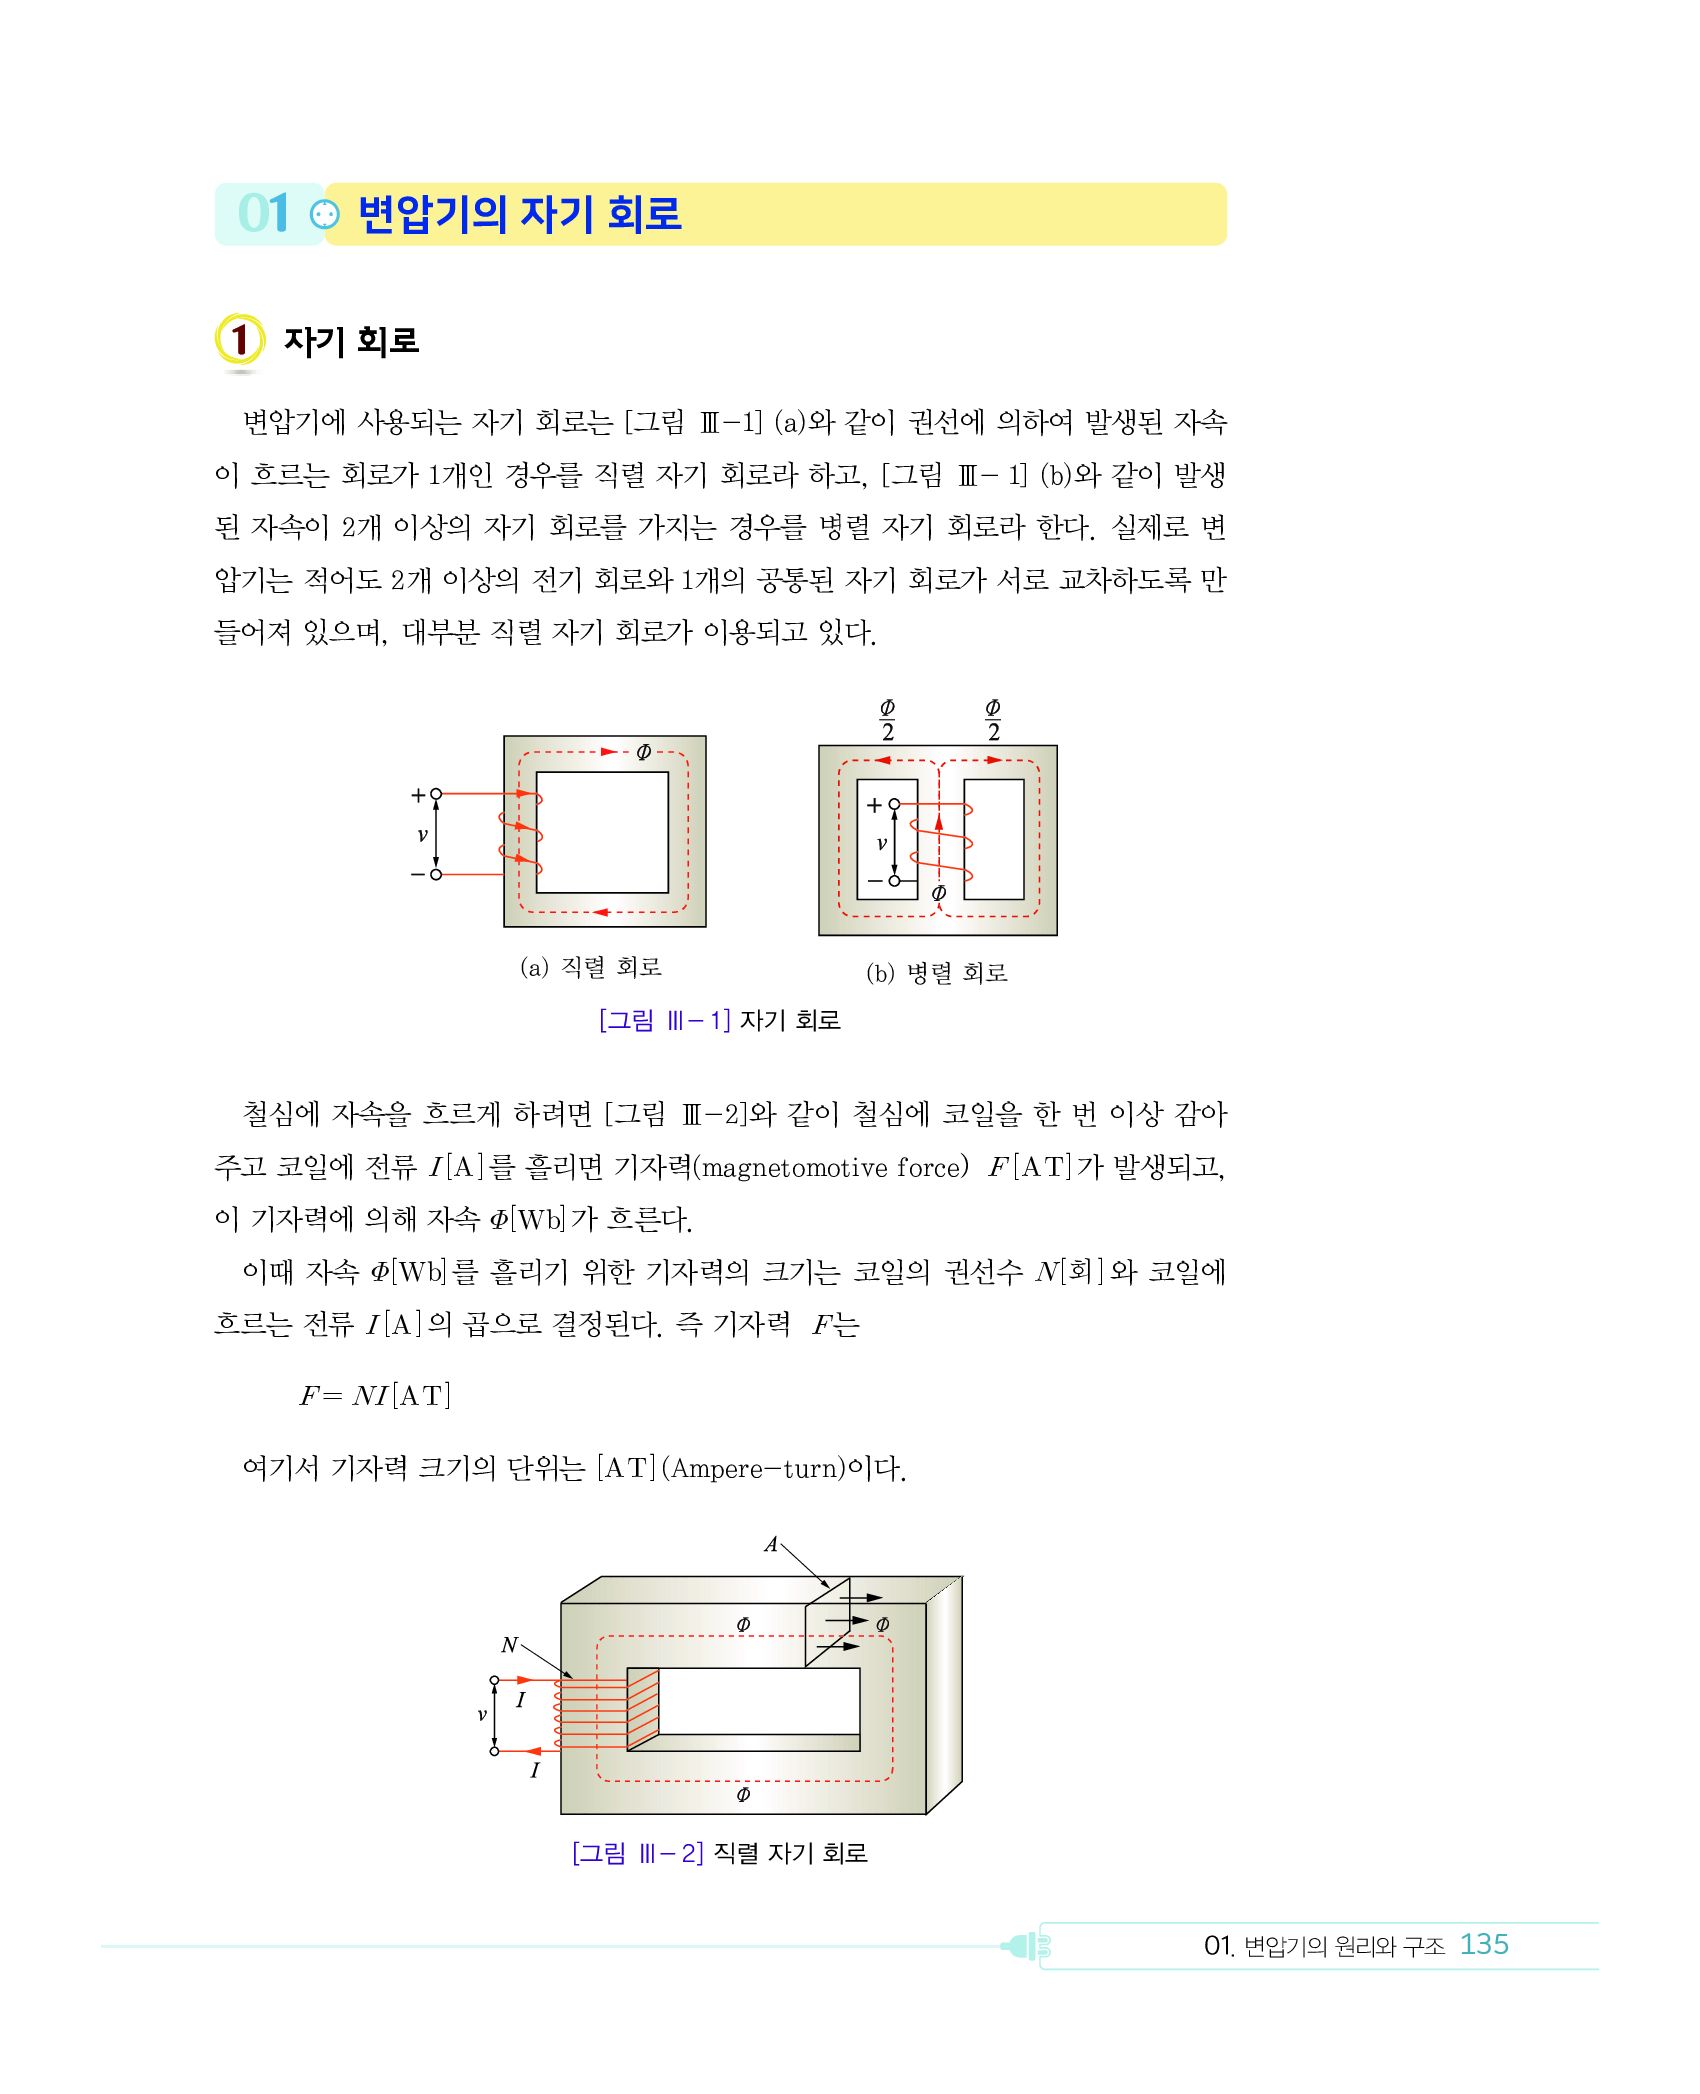 01 변압기의 자기 회로
1 자기 회로
변압기에 사용되는 자기 회로는 [그림 Ⅲ-1] (a)와 같이 권선에 의하여 발생된 자속
이 흐르는 회로가 1개인 경우를 직렬 자기 회로라 하고, [그림 Ⅲ- 1] (b)와 같이 발생
된 자속이 2개 이상의 자기 회로를 가지는 경우를 병렬 자기 회로라 한다. 실제로 변
압기는 적어도 2개 이상의 전기 회로와 1개의 공통된 자기 회로가 서로 교차하도록 만
들어져 있으며, 대부분 직렬 자기 회로가 이용되고 있다.
Φ
+
v
−
(a) 직렬 회로
Φ/2 Φ/2
+
v
−
Φ
(b) 병렬 회로
[그림 Ⅲ-1] 자기 회로
철심에 자속을 흐르게 하려면 [그림 Ⅲ-2]와 같이 철심에 코일을 한 번 이상 감아
주고 코일에 전류 I[A]를 흘리면 기자력(magnetomotive force) F[AT]가 발생되고,
이 기자력에 의해 자속 Φ[Wb]가 흐른다.
이때 자속 Φ[Wb]를 흘리기 위한 기자력의 크기는 코일의 권선수 N[회]와 코일에
흐르는 전류 I[A]의 곱으로 결정된다. 즉 기자력 F는
F= NI[AT]
여기서 기자력 크기의 단위는 [AT](Ampere-turn)이다.
A
Φ Φ
N
I
v
I
Φ
[그림 Ⅲ-2] 직렬 자기 회로
01. 변압기의 원리와 구조 135